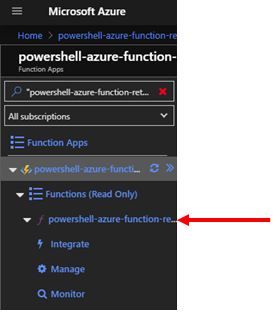 Microsoft Azure
Home > powershell-azure-function-re
powershell-azure-function-re
Function Apps
"powershell-azure-function-ret...
All subscriptions
Function Apps
powershell-azure-functi...
Functions (Read Only)
f powershell-azure-function-re...
Integrate
Manage
Monitor